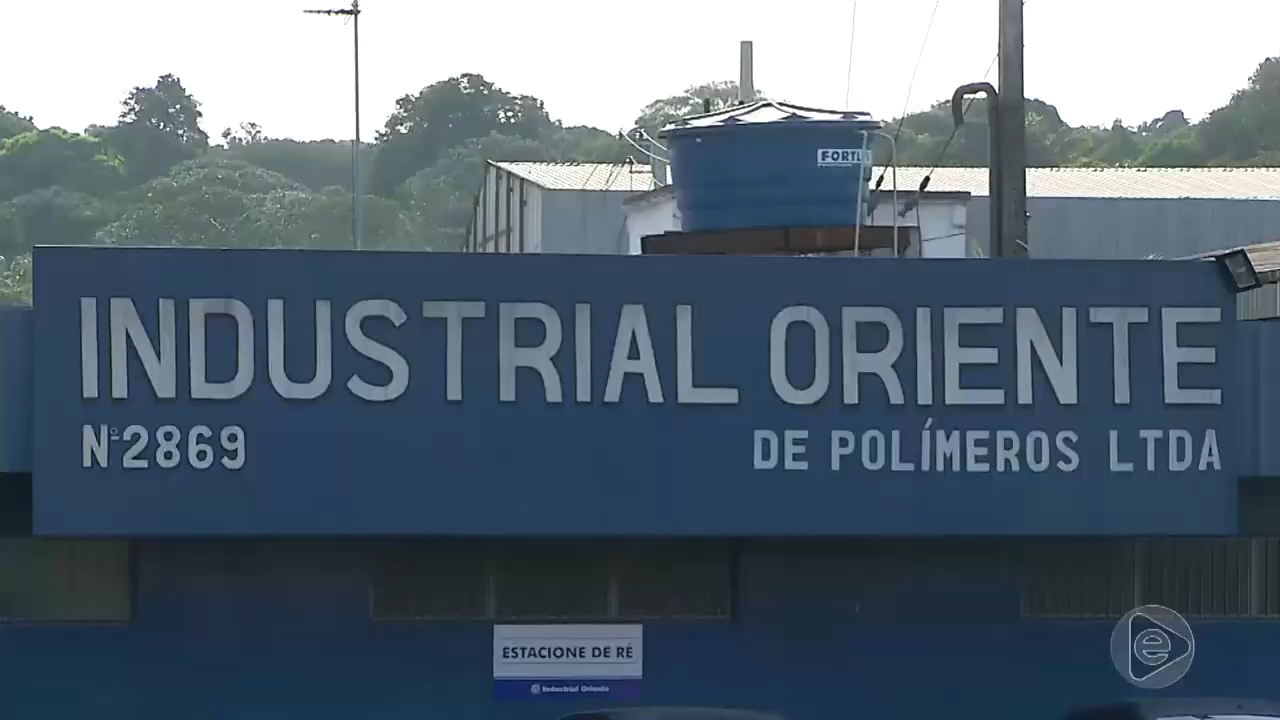 FORTL
INDUSTRIAL ORIENTE
Nº2869
DE POLÍMEROS LTDA
ESTACIONE DE RÉ
Industrial Oriente
e